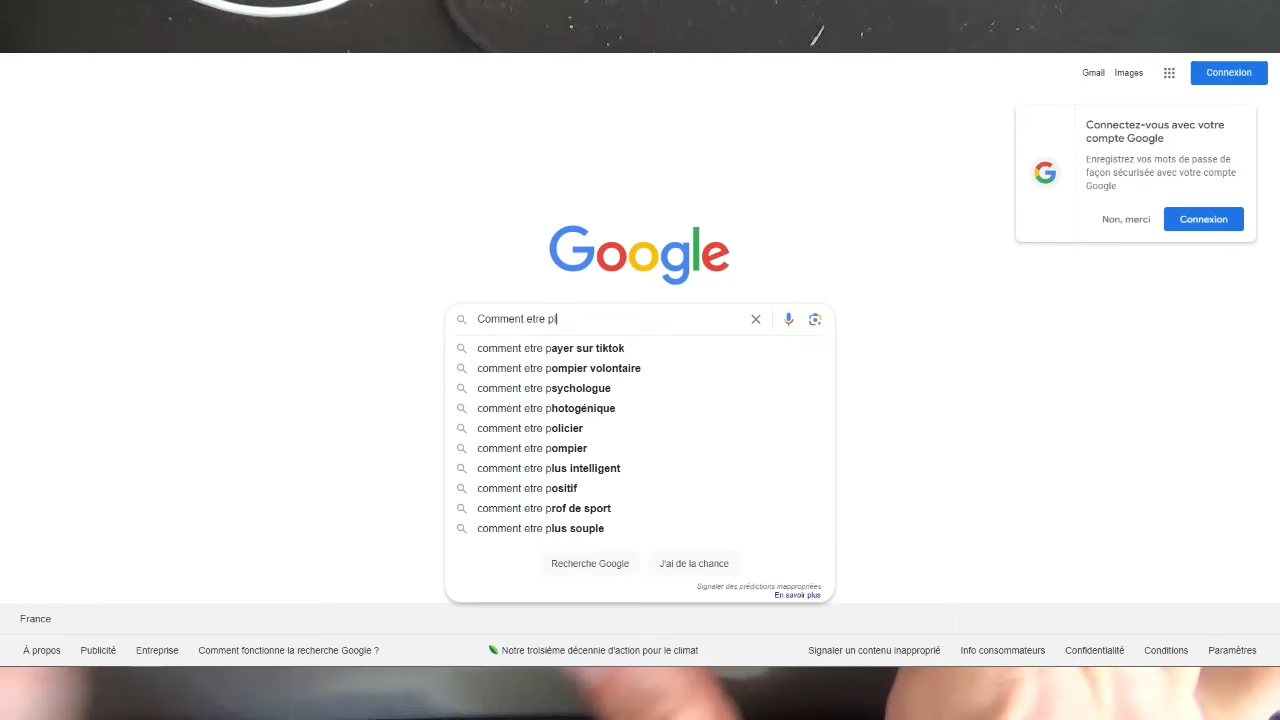 Gmail Images Connexion
Connectez-vous avec votre
compte Google
Enregistrez vos mots de passe de
façon sécurisée avec votre compte
Google
Non, merci Connexion
Google
Comment etre pl
comment etre payer sur tiktok
comment etre pompier volontaire
comment etre psychologue
comment etre photogénique
comment etre policier
comment etre pompier
comment etre plus intelligent
comment etre positif
comment etre prof de sport
comment etre plus souple
Recherche Google J'ai de la chance
Signaler des prédictions inappropriées
En savoir plus
France
À propos Publicité Entreprise Comment fonctionne la recherche Google ? Notre troisième décennie d'action pour le climat Signaler un contenu inapproprié Info consommateurs Confidentialité Conditions Paramètres